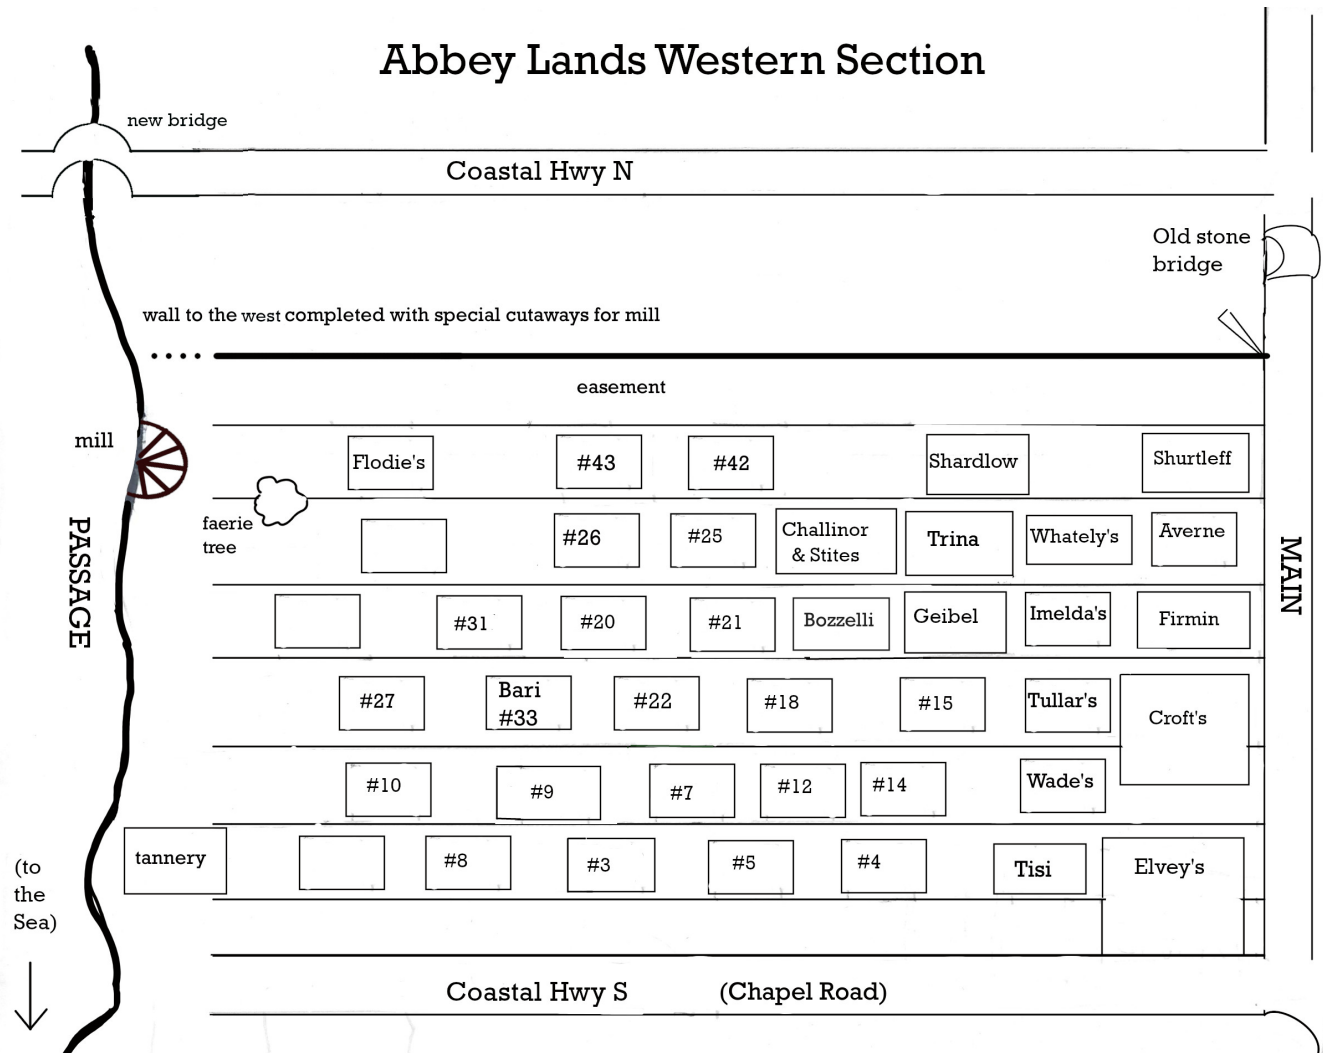 Abbey Lands Western Section
new bridge
Coastal Hwy N
Old stone
bridge
wall to the west completed with special cutaways for mill
easement
mill
Flodie's
#43
#42
Shardlow
Shurtleff
faerie
tree
#26
#25
Challinor
& Stites
Trina
Whately's
Averne
PASSAGE
MAIN
#31
#20
#21
Bozzelli
Geibel
Imelda's
Firmin
#27
Bari
#33
#22
#18
#15
Tullar's
Croft's
#10
#9
#7
#12
#14
Wade's
tannery
#8
#3
#5
#4
Tisi
Elvey's
(to
the
Sea)
Coastal Hwy S
(Chapel Road)